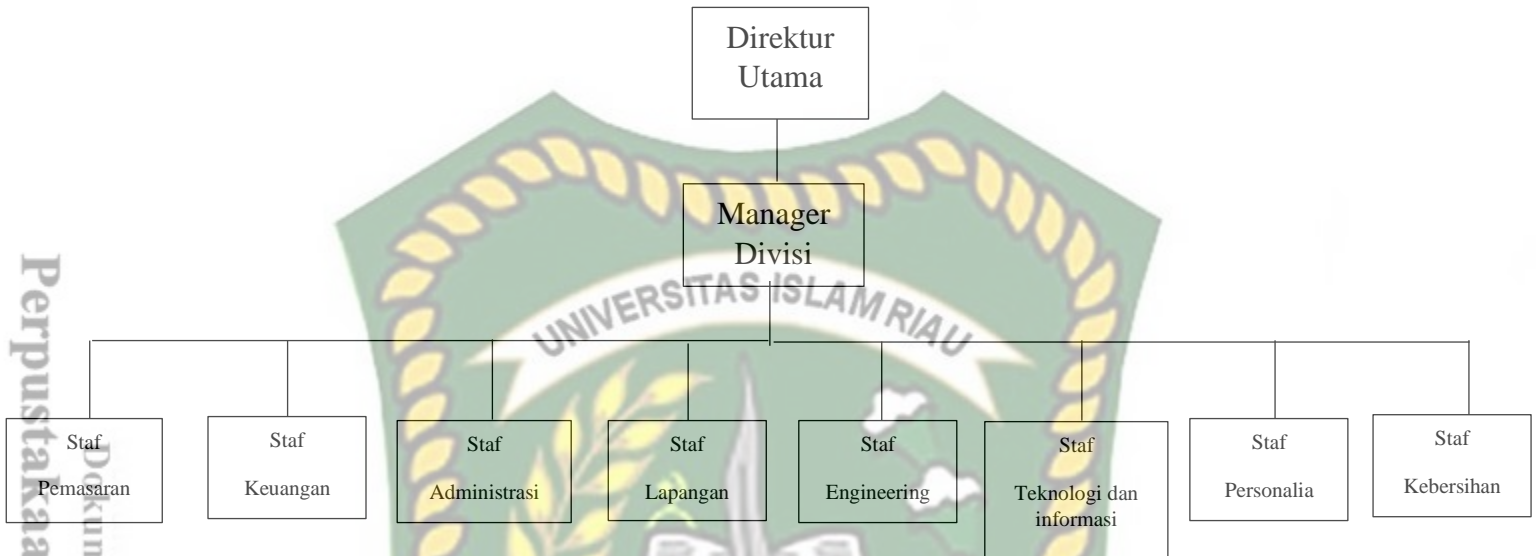 Direktur
Utama
Manager
Divisi
UNIVERSITAS ISLAM RIAU
Staf
Pemasaran
Staf
Keuangan
Staf
Administrasi
Staf
Lapangan
Staf
Engineering
Staf
Teknologi dan
informasi
Staf
Personalia
Staf
Kebersihan